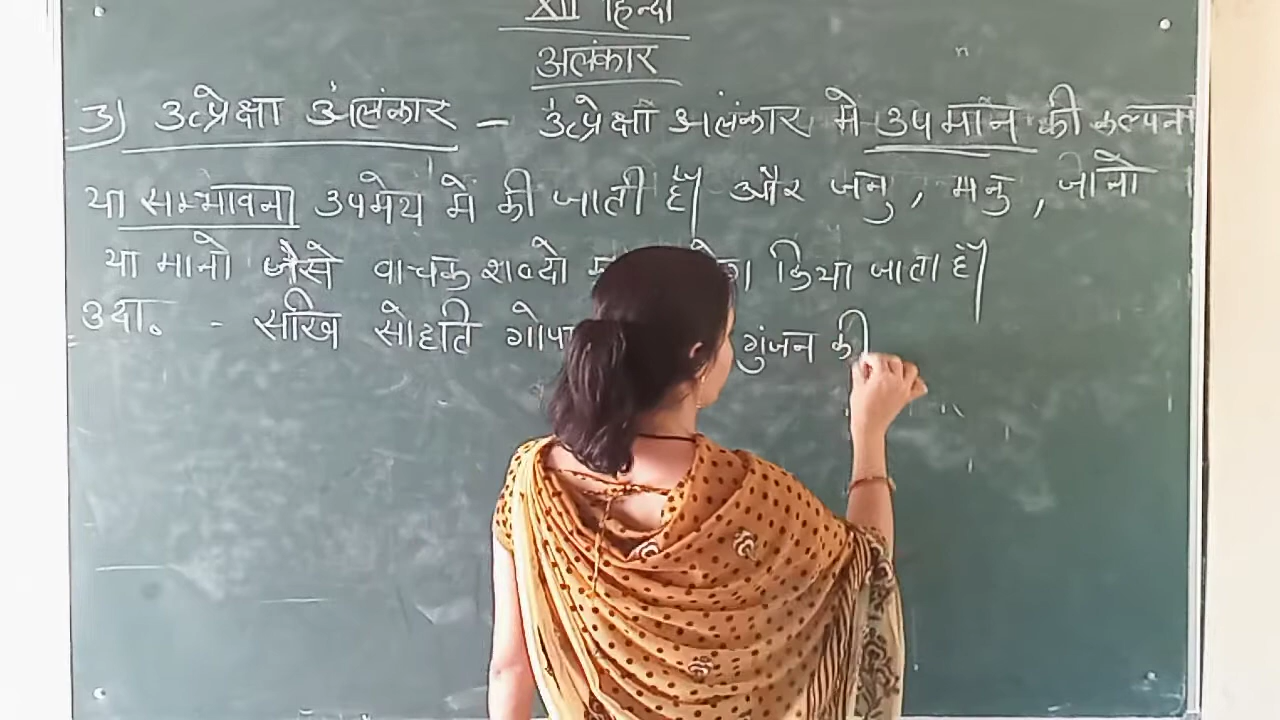 XII हिन्दी
अलंकार
3) उत्प्रेक्षा अलंकार – उत्प्रेक्षा अलंकार में उपमान की कल्पना
या सम्भावना उपमेय में की जाती है। और जनु, मनु, जानो
या मानो जैसे वाचक शब्दो किया जाता है।
उदा. - सखि सोहति गुंजन की